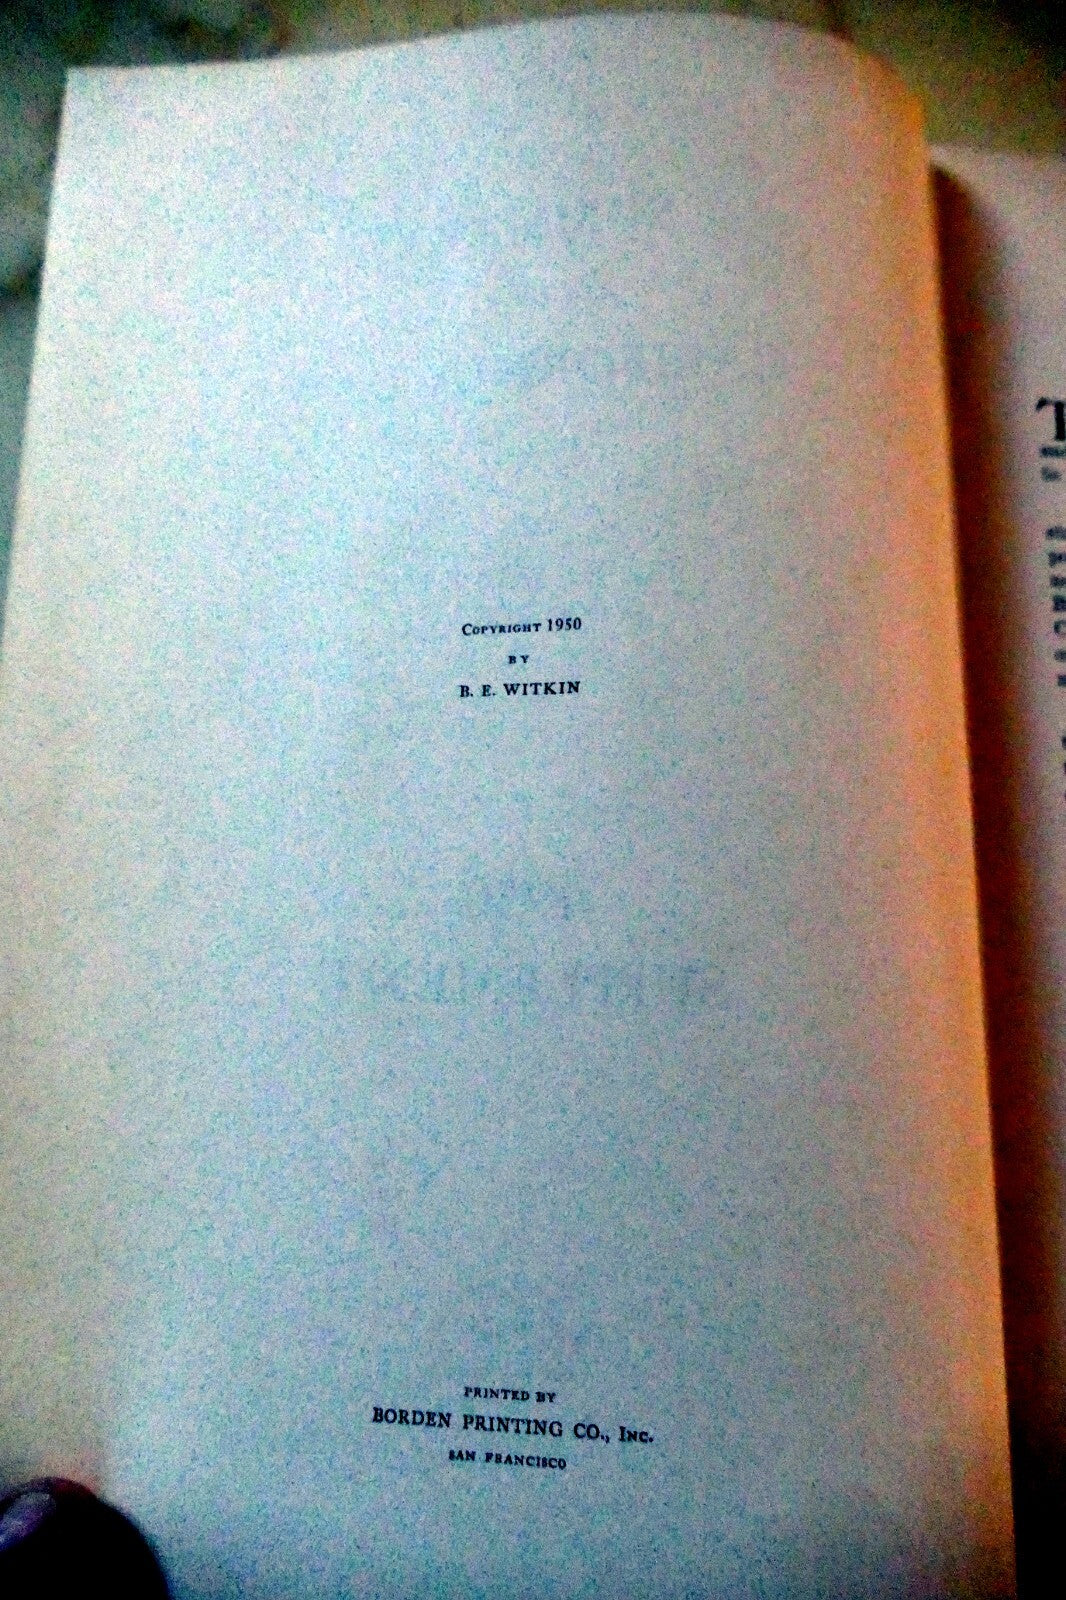 COPYRIGHT 1950
BY
B. E. WITKIN
PRINTED BY
BORDEN PRINTING CO., INC.
SAN FRANCISCO